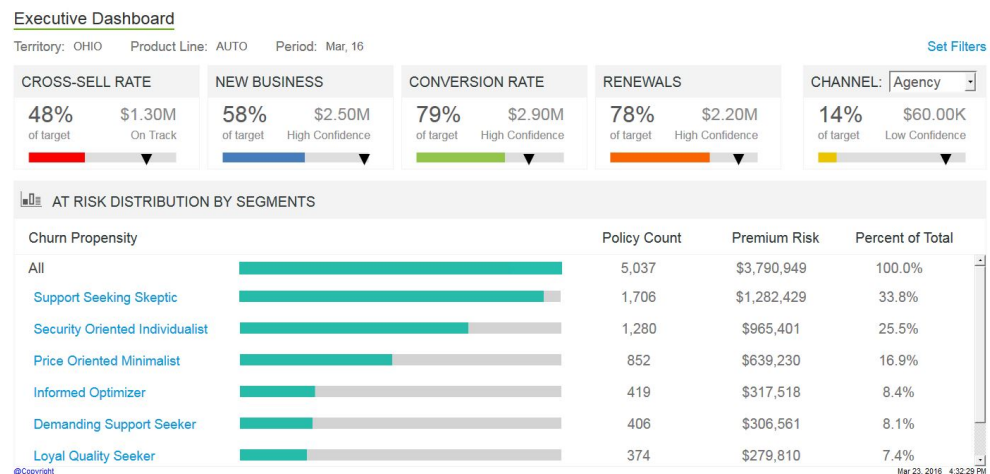 Executive Dashboard
Territory: OHIO Product Line: AUTO Period: Mar, 16 Set Filters
CROSS-SELL RATE NEW BUSINESS CONVERSION RATE RENEWALS CHANNEL: Agency
48% $1.30M 58% $2.50M 79% $2.90M 78% $2.20M 14% $60.00K
of target On Track of target High Confidence of target High Confidence of target High Confidence of target Low Confidence
AT RISK DISTRIBUTION BY SEGMENTS
Churn Propensity Policy Count Premium Risk Percent of Total
All 5,037 $3,790,949 100.0%
Support Seeking Skeptic 1,706 $1,282,429 33.8%
Security Oriented Individualist 1,280 $965,401 25.5%
Price Oriented Minimalist 852 $639,230 16.9%
Informed Optimizer 419 $317,518 8.4%
Demanding Support Seeker 406 $306,561 8.1%
Loyal Quality Seeker 374 $279,810 7.4%
@Copyright Mar 23, 2016 4:32:29 PM